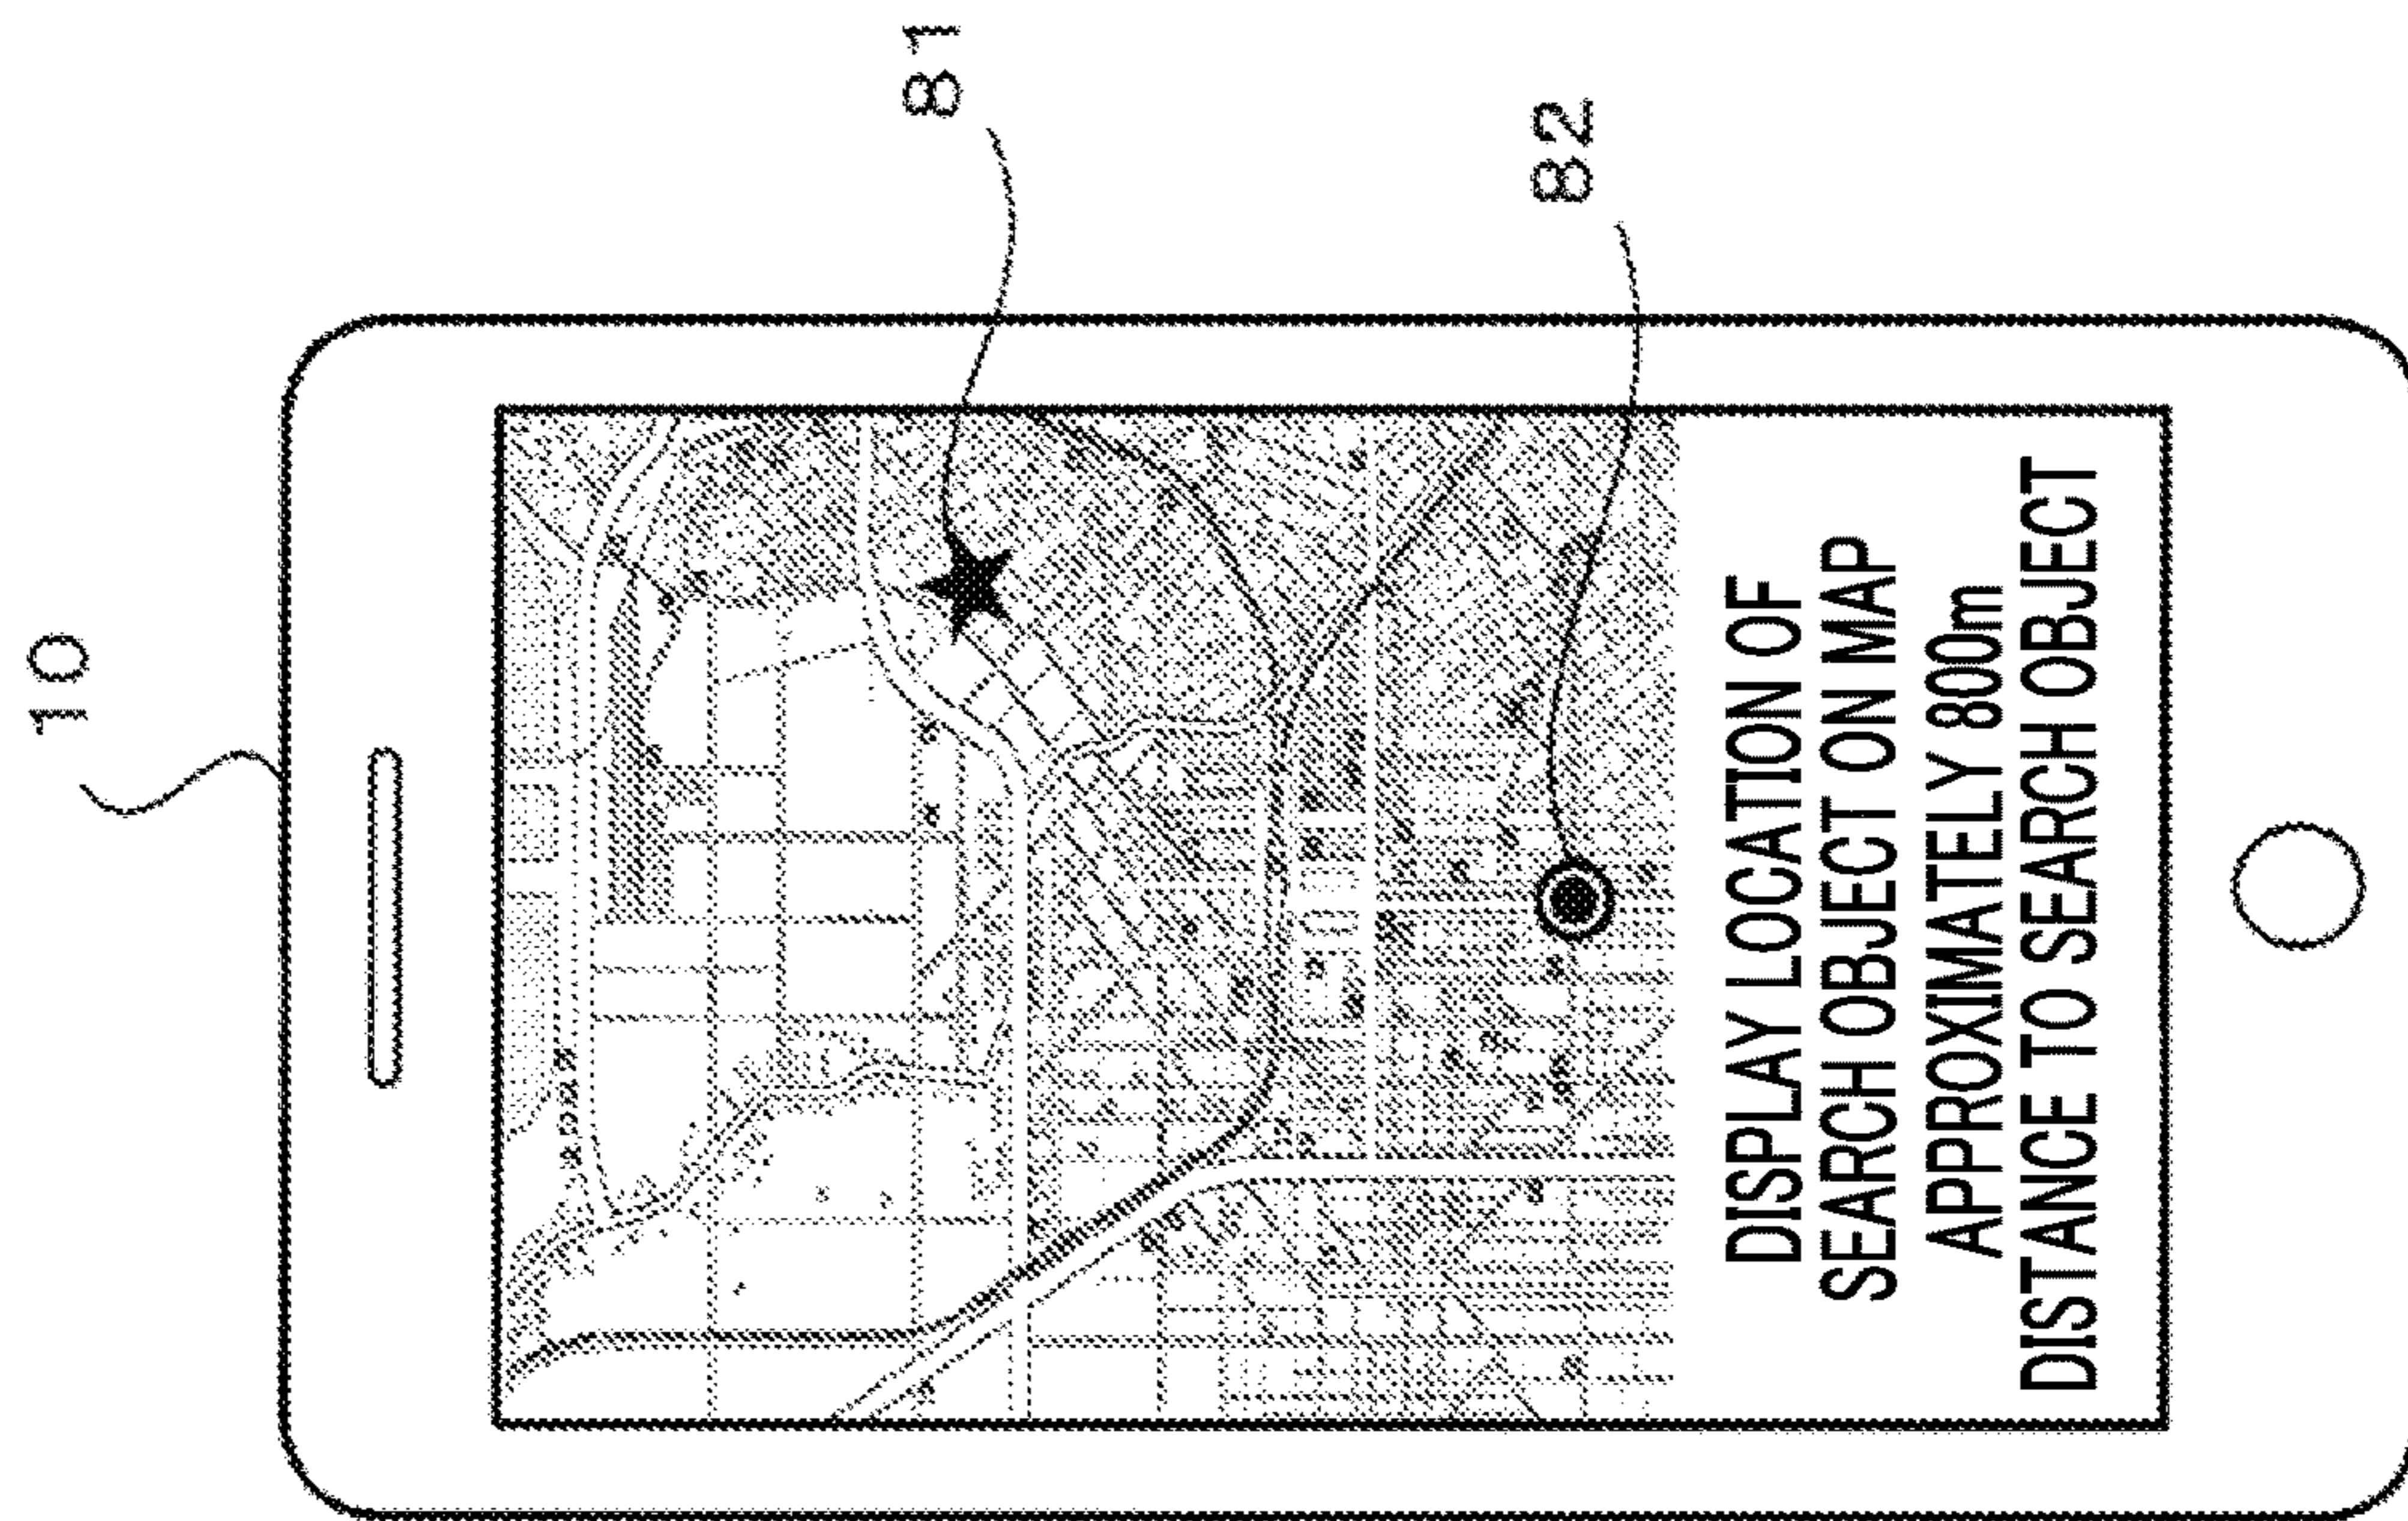 10
81
82
DISPLAY LOCATION OF
SEARCH OBJECT ON MAP
APPROXIMATELY 800m
DISTANCE TO SEARCH OBJECT